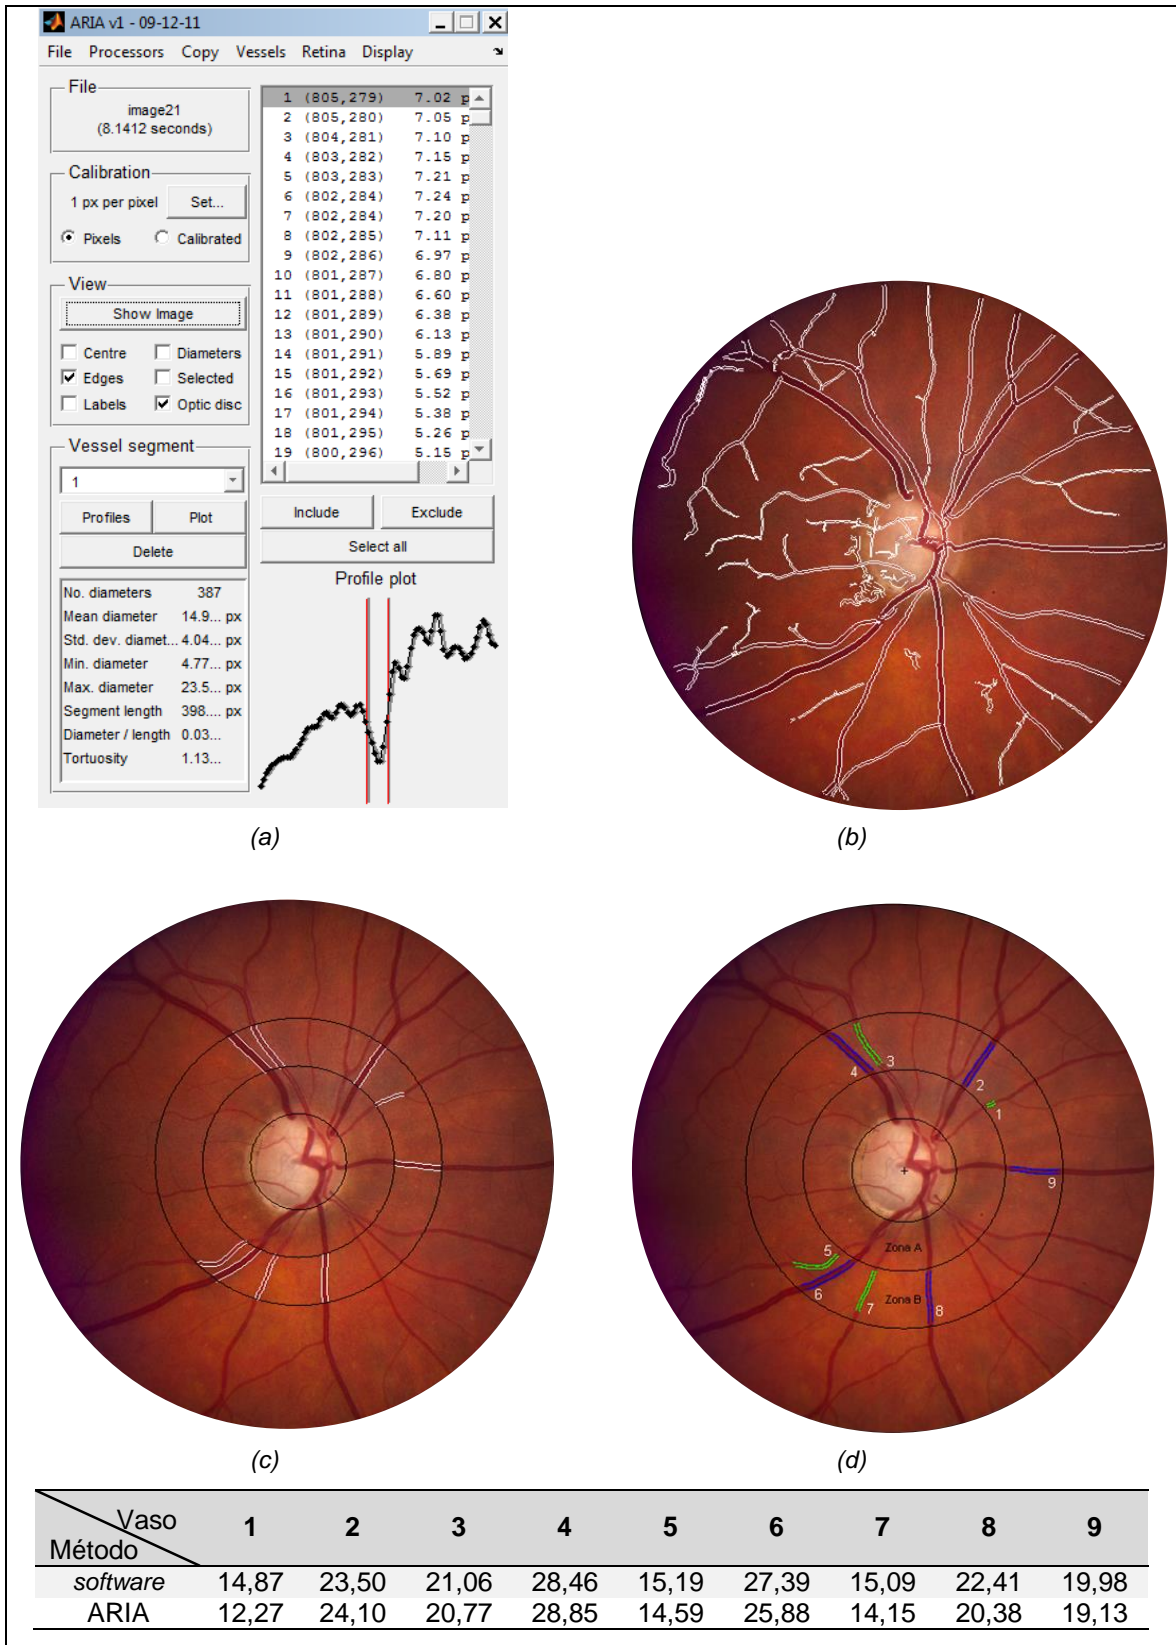 ARIA v1 - 09-12-11
File Processors Copy Vessels Retina Display
File
image21
(8.1412 seconds)
Calibration
1 px per pixel Set...
Pixels Calibrated
View
Show Image
Centre Diameters
Edges Selected
Labels Optic disc
Vessel segment
1
Profiles Plot
Delete
No. diameters 387
Mean diameter 14.9... px
Std. dev. diamet... 4.04... px
Min. diameter 4.77... px
Max. diameter 23.5... px
Segment length 398.... px
Diameter / length 0.03...
Tortuosity 1.13...
1 (805,279) 7.02 p
2 (805,280) 7.05 p
3 (804,281) 7.10 p
4 (803,282) 7.15 p
5 (803,283) 7.21 p
6 (802,284) 7.24 p
7 (802,284) 7.20 p
8 (802,285) 7.11 p
9 (802,286) 6.97 p
10 (801,287) 6.80 p
11 (801,288) 6.60 p
12 (801,289) 6.38 p
13 (801,290) 6.13 p
14 (801,291) 5.89 p
15 (801,292) 5.69 p
16 (801,293) 5.52 p
17 (801,294) 5.38 p
18 (801,295) 5.26 p
19 (800,296) 5.15 p
Include Exclude
Select all
Profile plot
(a)
(b)
(c)
3
4
2
1
9
Zona A
5
6
7
Zona B
8
(d)
Vaso 1 2 3 4 5 6 7 8 9
Método
software 14,87 23,50 21,06 28,46 15,19 27,39 15,09 22,41 19,98
ARIA 12,27 24,10 20,77 28,85 14,59 25,88 14,15 20,38 19,13